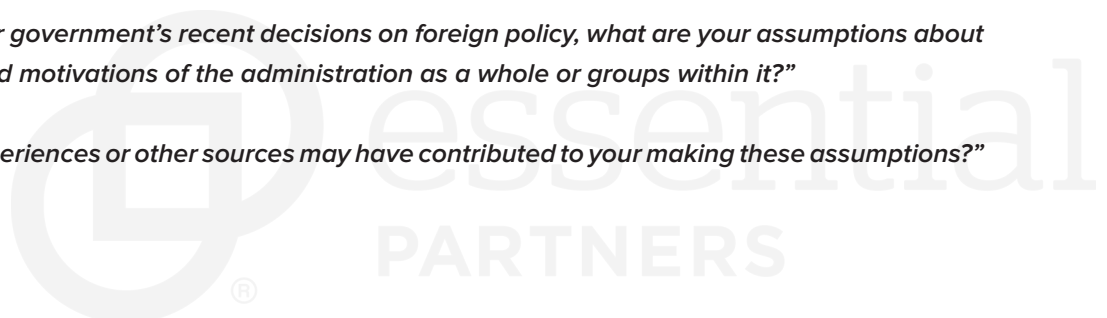 r government’s recent decisions on foreign policy, what are your assumptions about
d motivations of the administration as a whole or groups within it?”
eriences or other sources may have contributed to your making these assumptions?”
essential
PARTNERS
®